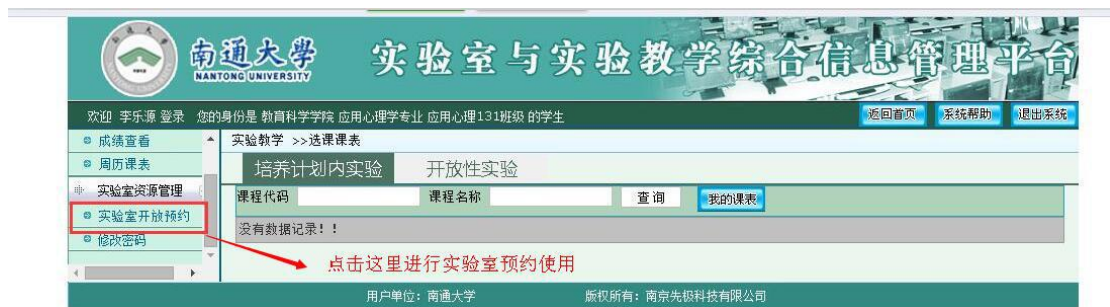 南通大學 实验室与实验教学综合信息管理平台
NANTONG UNIVERSITY
欢迎 李乐源 登录 您的身份是 教育科学学院 应用心理学专业 应用心理131班级 的学生 返回首页 系统帮助 退出系统
成绩查看
周历课表
实验室资源管理
实验室开放预约
修改密码
实验教学 >>选课课表
培养计划内实验 开放性实验
课程代码 课程名称 查询 我的课表
没有数据记录!!
点击这里进行实验室预约使用
用户单位: 南通大学 版权所有: 南京先极科技有限公司